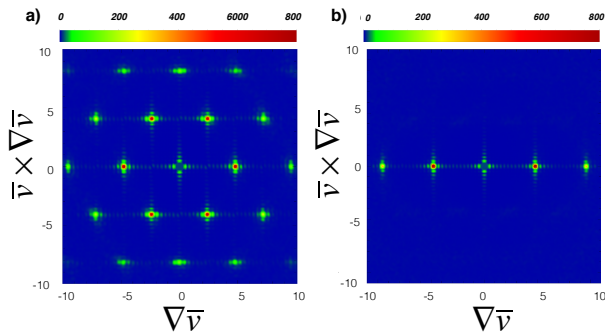 a) 0 200 400 6000 800
b) 0 200 400 600 800
10 10
5 5
0 0
-5 -5
-10 -10
-10 -5 0 5 10 -10 -5 0 5 10
v̅ × ∇v̅ v̅ × ∇v̅
∇v̅ ∇v̅